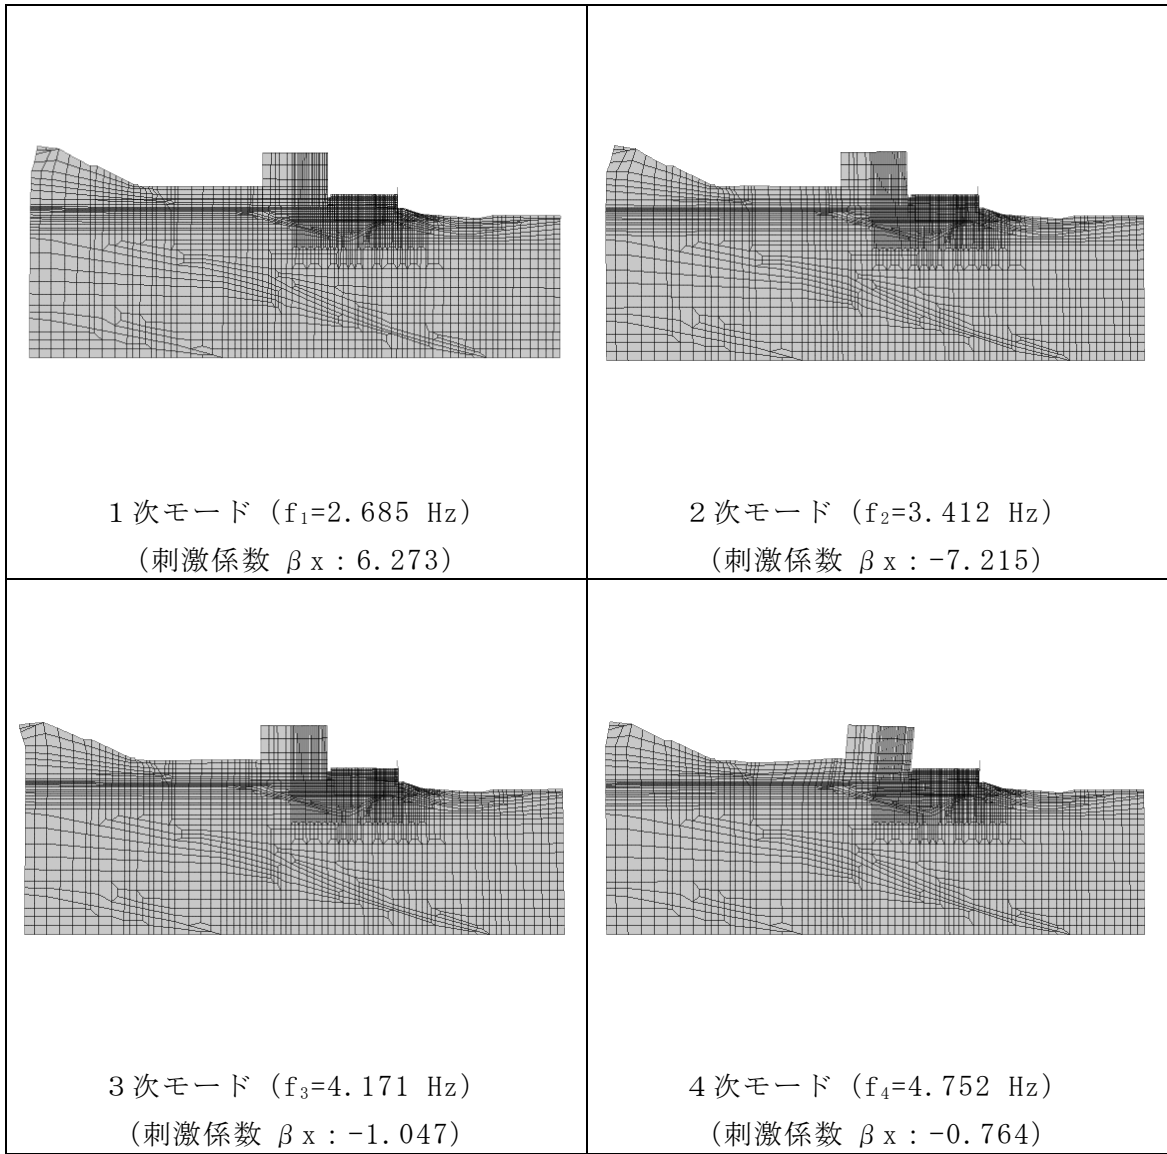 １次モード (f₁=2.685 Hz)
(刺激係数 βx：6.273)
２次モード (f₂=3.412 Hz)
(刺激係数 βx：-7.215)
３次モード (f₃=4.171 Hz)
(刺激係数 βx：-1.047)
４次モード (f₄=4.752 Hz)
(刺激係数 βx：-0.764)